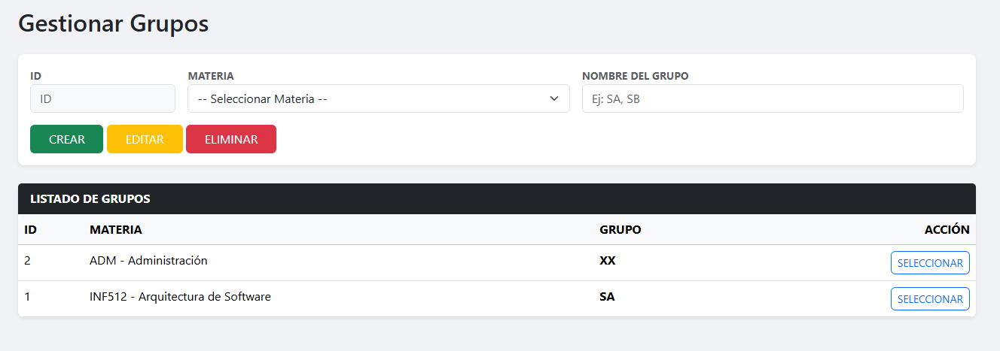 Gestionar Grupos
ID MATERIA NOMBRE DEL GRUPO
ID -- Seleccionar Materia -- Ej: SA, SB
CREAR EDITAR ELIMINAR
LISTADO DE GRUPOS
ID MATERIA GRUPO ACCIÓN
2 ADM - Administración XX SELECCIONAR
1 INF512 - Arquitectura de Software SA SELECCIONAR